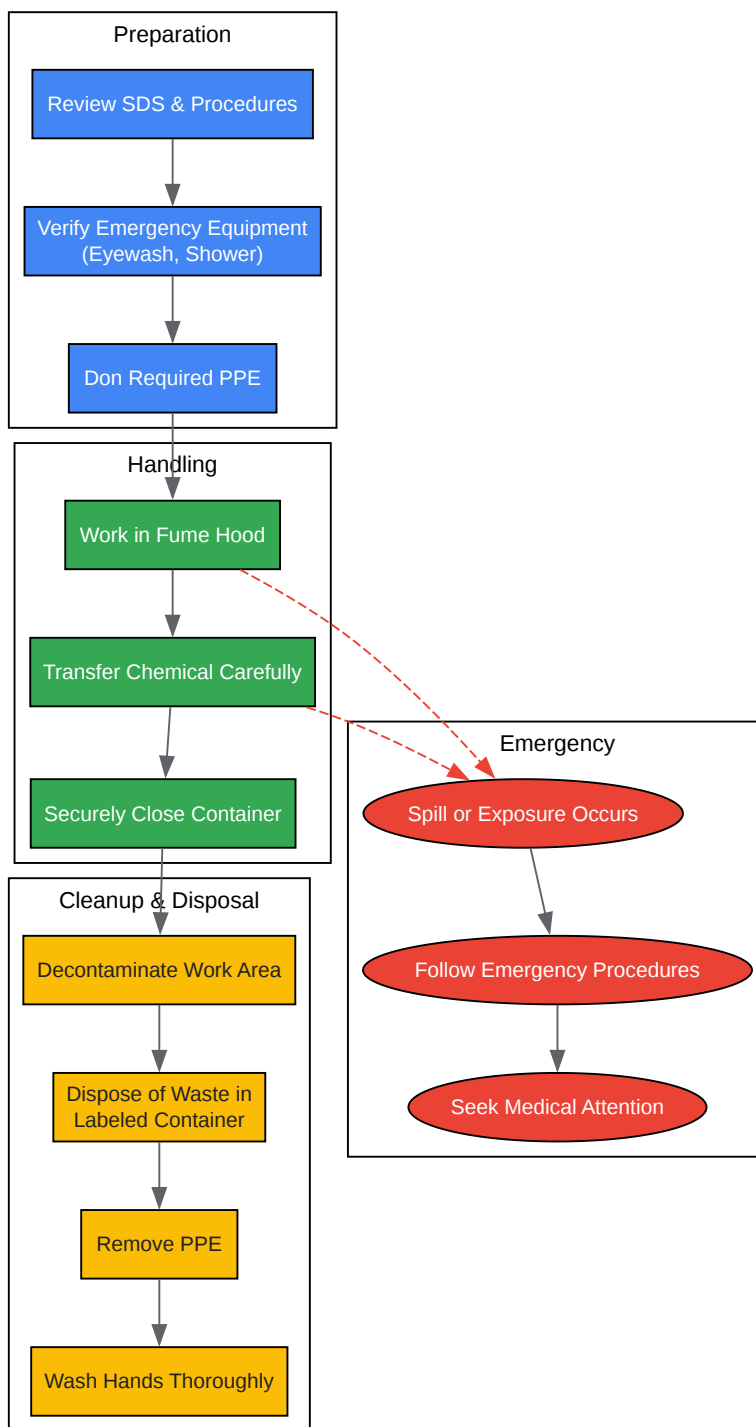 Preparation
Review SDS & Procedures
Verify Emergency Equipment
(Eyewash, Shower)
Don Required PPE
Handling
Work in Fume Hood
Transfer Chemical Carefully
Securely Close Container
Emergency
Spill or Exposure Occurs
Follow Emergency Procedures
Seek Medical Attention
Cleanup & Disposal
Decontaminate Work Area
Dispose of Waste in
Labeled Container
Remove PPE
Wash Hands Thoroughly